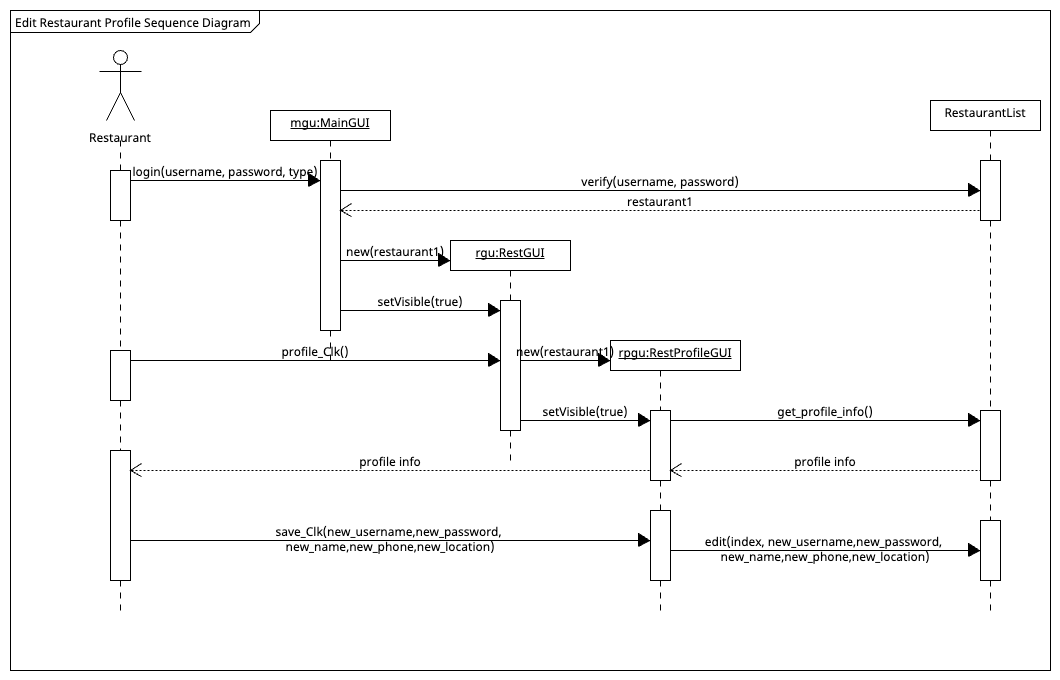 Edit Restaurant Profile Sequence Diagram
Restaurant
mgu:MainGUI
RestaurantList
login(username, password, type)
verify(username, password)
restaurant1
new(restaurant1)
rgu:RestGUI
setVisible(true)
profile_Clk()
new(restaurant1)
rpgu:RestProfileGUI
setVisible(true)
get_profile_info()
profile info
profile info
save_Clk(new_username,new_password,
new_name,new_phone,new_location)
edit(index, new_username,new_password,
new_name,new_phone,new_location)